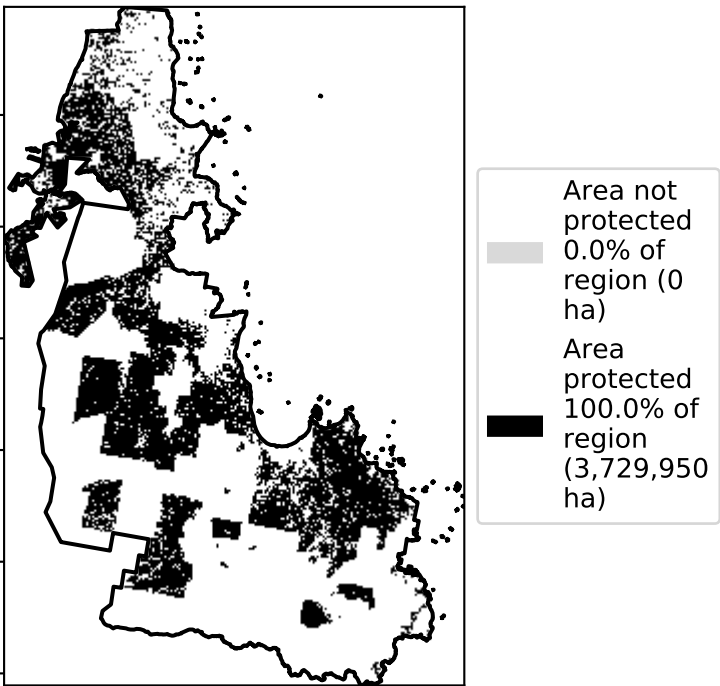 Area not
protected
0.0% of
region (0
ha)
Area
protected
100.0% of
region
(3,729,950
ha)